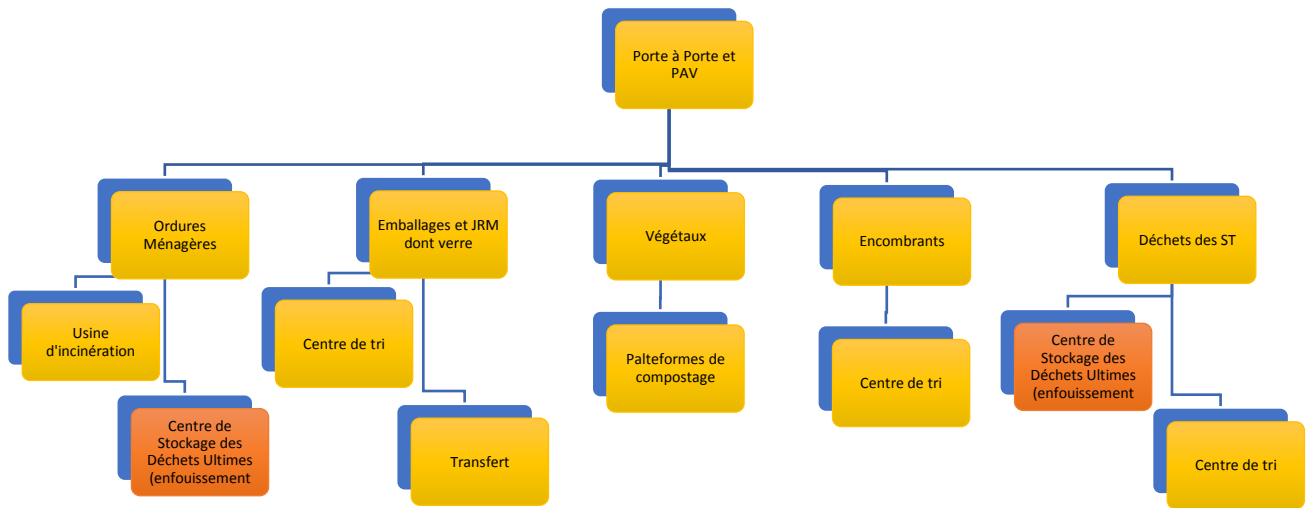 Porte à Porte et
PAV
Ordures
Ménagères
Emballages et JRM
dont verre
Végétaux
Encombrants
Déchets des ST
Usine
d'incinération
Centre de
Stockage des
Déchets Ultimes
(enfouissement
Centre de tri
Transfert
Palteformes de
compostage
Centre de tri
Centre de
Stockage des
Déchets Ultimes
(enfouissement
Centre de tri